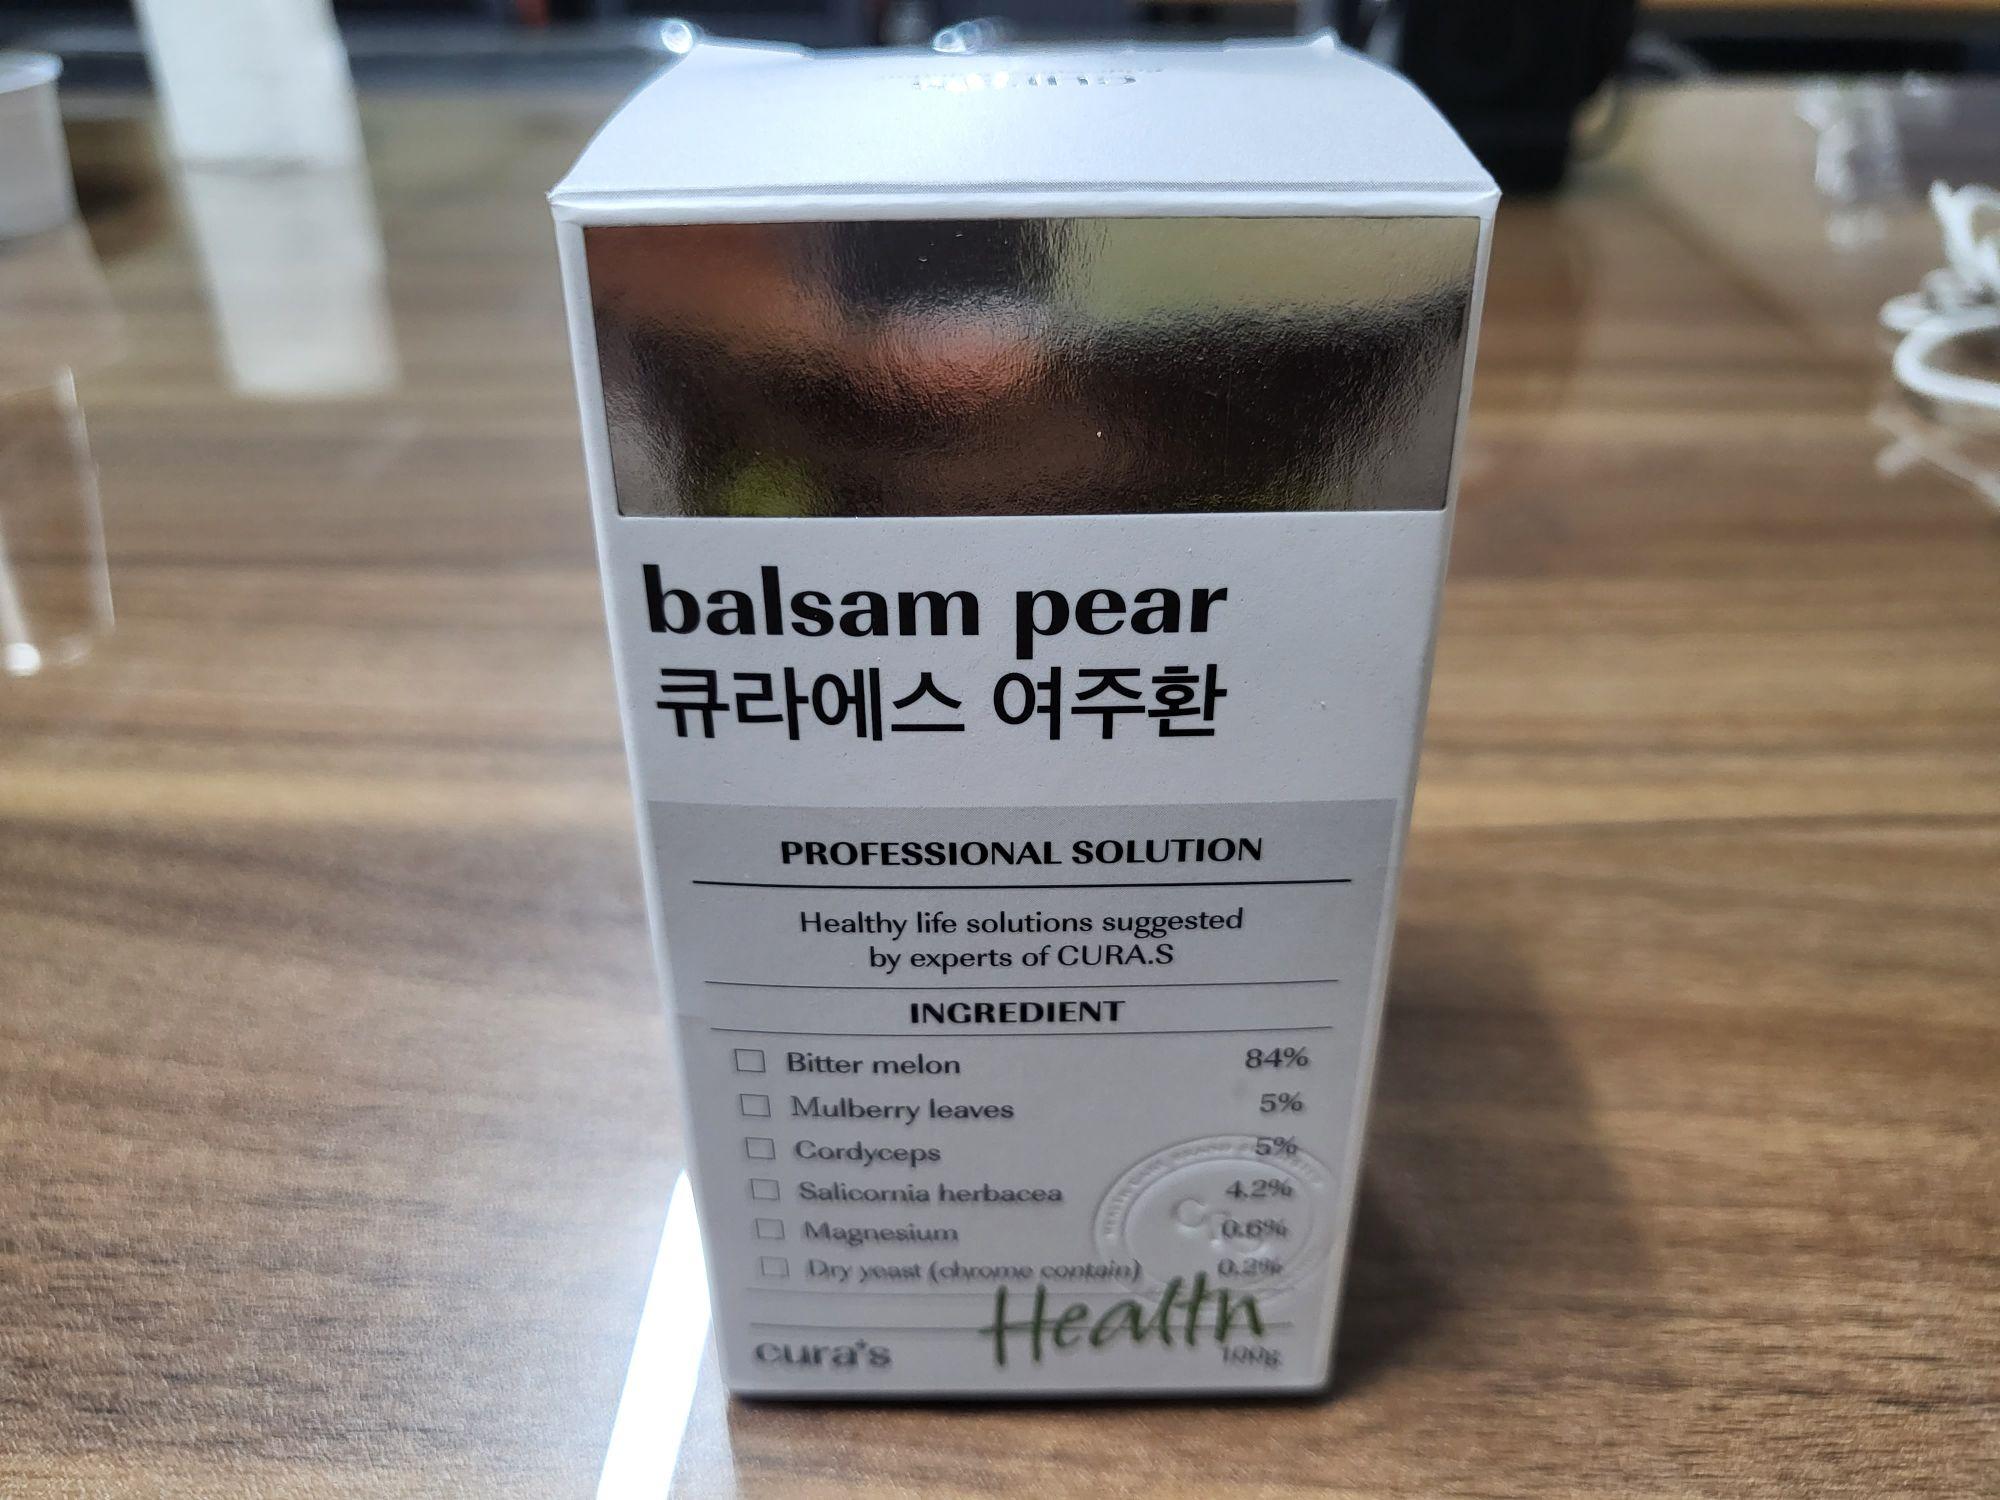 balsam pear
큐라에스 여주환
PROFESSIONAL SOLUTION
Healthy life solutions suggested
by experts of CURA.S
INGREDIENT
Bitter melon 84%
Mulberry leaves 5%
Cordyceps 5%
Salicornia herbacea 4.2%
Magnesium 0.6%
Dry yeast (chrome contain) 0.2%
Health
cura+s 100g